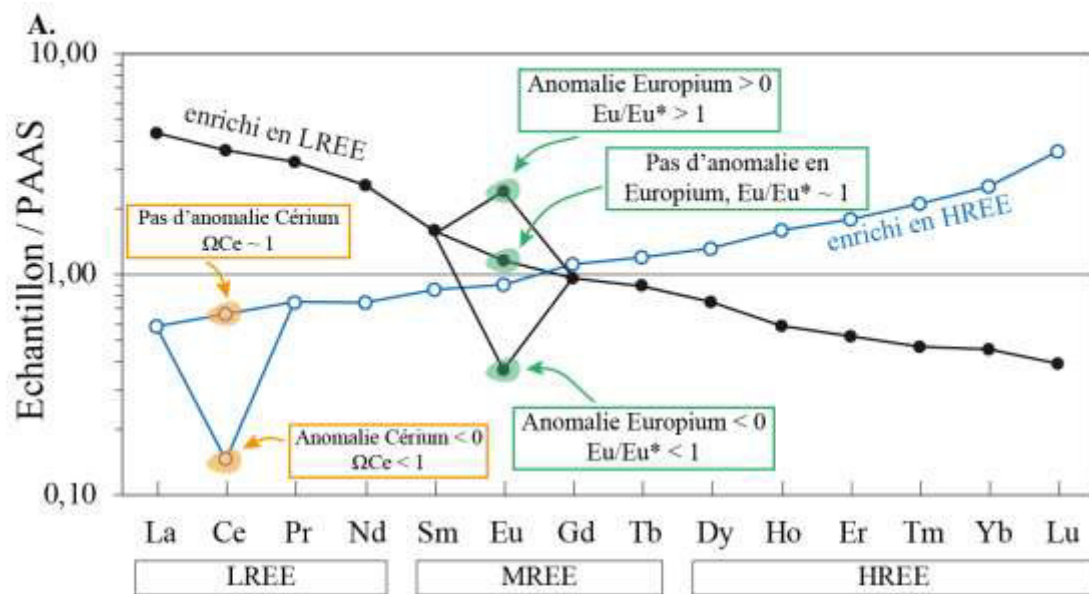 A.
10,00
Anomalie Europium > 0
Eu/Eu* > 1
enrichi en LREE
Pas d'anomalie en
Europium, Eu/Eu* ~ 1
Pas d'anomalie Cérium
ΩCe ~ 1
enrichi en HREE
1,00
Echantillon / PAAS
Anomalie Cérium < 0
ΩCe < 1
Anomalie Europium < 0
Eu/Eu* < 1
0,10
La Ce Pr Nd Sm Eu Gd Tb Dy Ho Er Tm Yb Lu
LREE MREE HREE